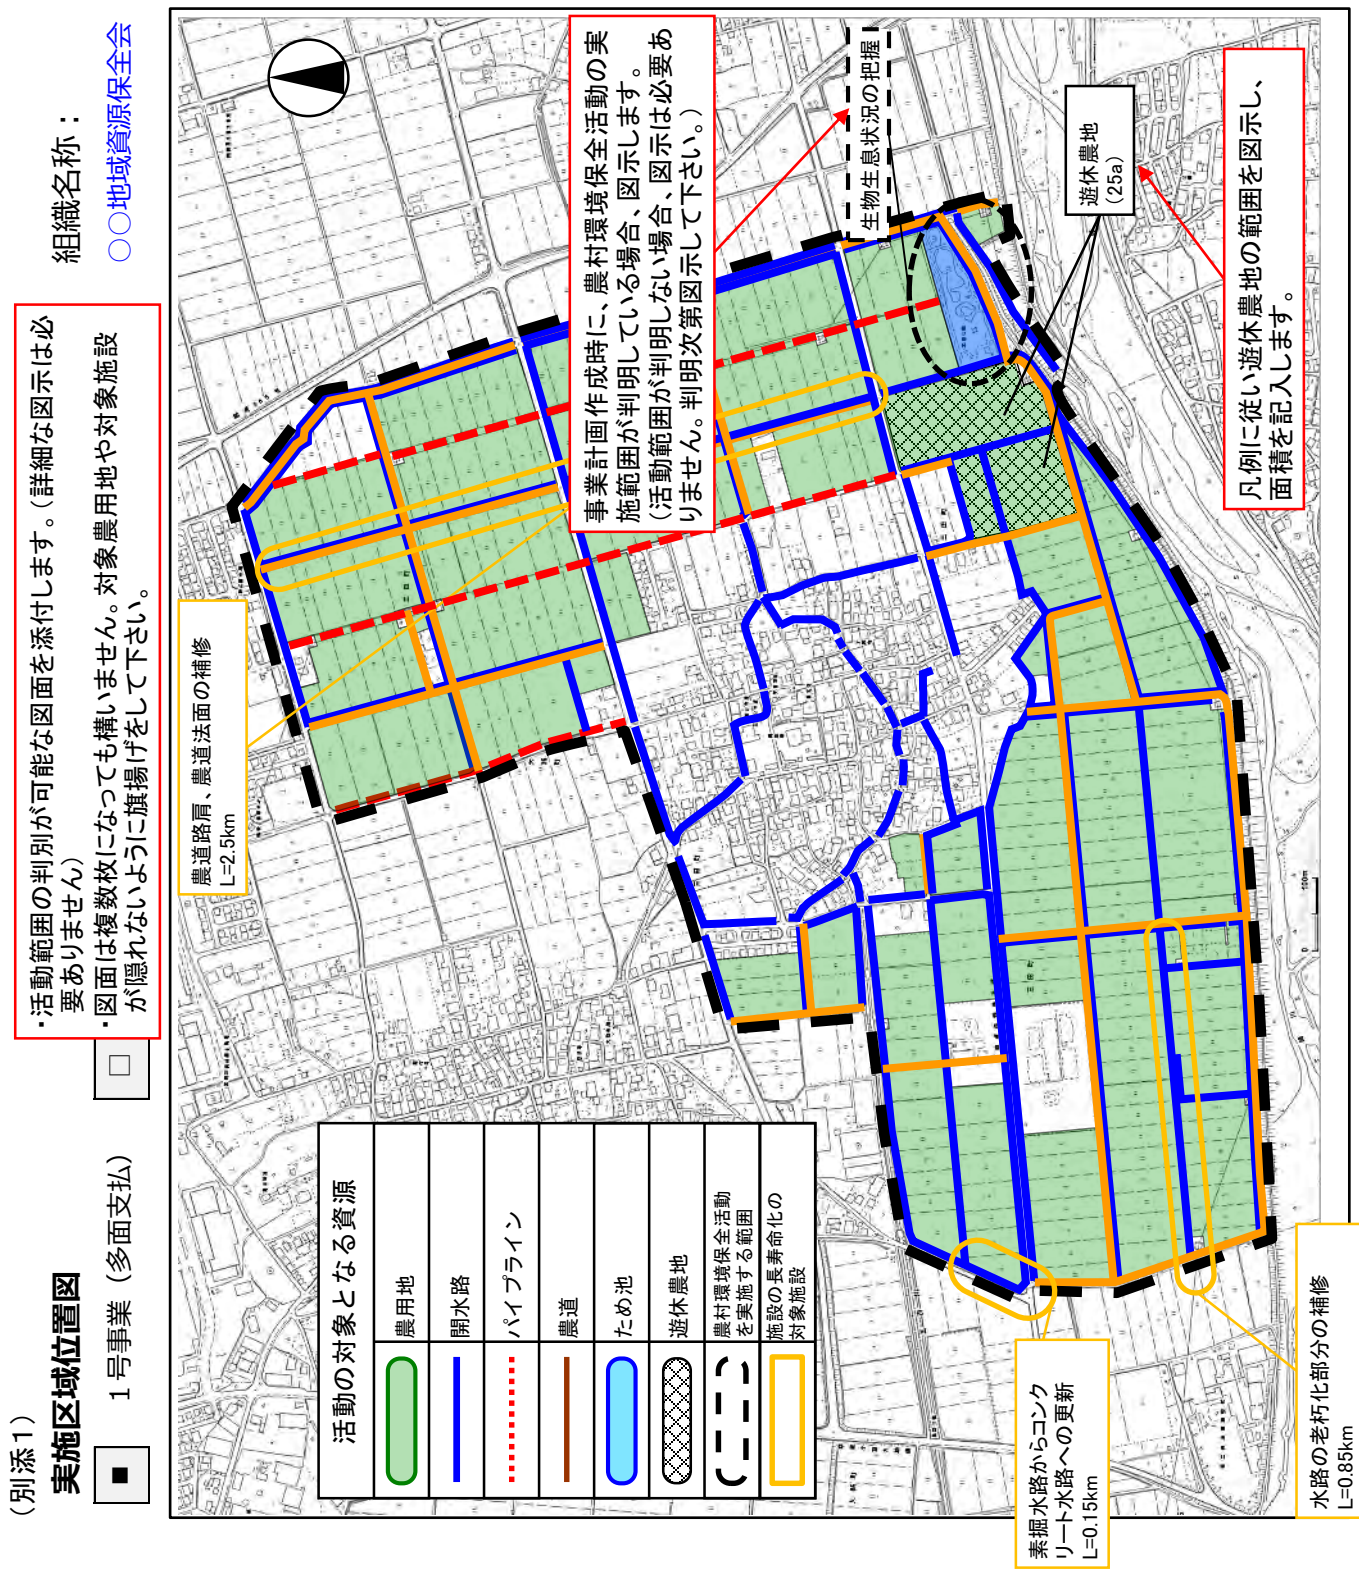 （別添１）
実施区域位置図
■
１号事業（多面支払）
□
組織名称：
○○地域資源保全会
・活動範囲の判別が可能な図面を添付します。（詳細な図示は必
要ありません）
・図面は複数枚になっても構いません。対象農用地や対象施設
が隠れないように旗揚げをして下さい。
農道路肩、農道法面の補修
L=2.5km
事業計画作成時に、農村環境保全活動の実
施範囲が判明している場合、図示します。
（活動範囲が判明しない場合、図示は必要あ
りません。判明次第図示して下さい。）
生物生息状況の把握
遊休農地
（25a）
凡例に従い遊休農地の範囲を図示し、
面積を記入します。
活動の対象となる資源
農用地
開水路
パイプライン
農道
ため池
遊休農地
農村環境保全活動
を実施する範囲
施設の長寿命化の
対象施設
素掘水路からコンク
リート水路への更新
L=0.15km
水路の老朽化部分の補修
L=0.85km
0
100m